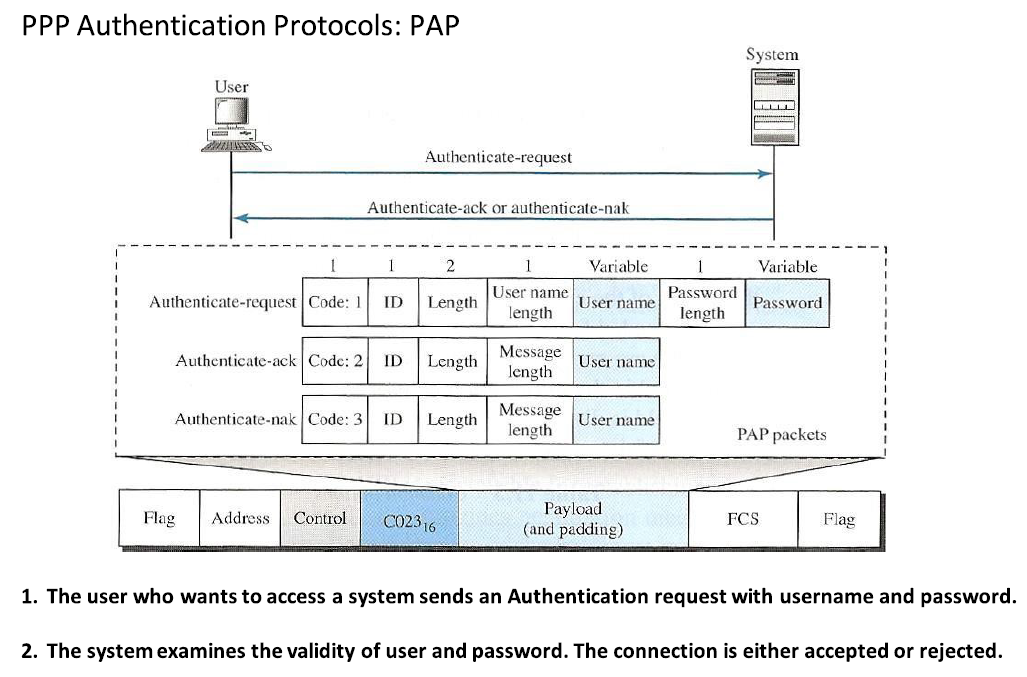 PPP Authentication Protocols: PAP
System
User
Authenticate-request
Authenticate-ack or authenticate-nak
1 1 2 1 Variable 1 Variable
Authenticate-request Code: 1 ID Length User name length User name Password length Password
Authenticate-ack Code: 2 ID Length Message length User name
Authenticate-nak Code: 3 ID Length Message length User name
PAP packets
Flag Address Control C023₁₆ Payload (and padding) FCS Flag
1. The user who wants to access a system sends an Authentication request with username and password.
2. The system examines the validity of user and password. The connection is either accepted or rejected.